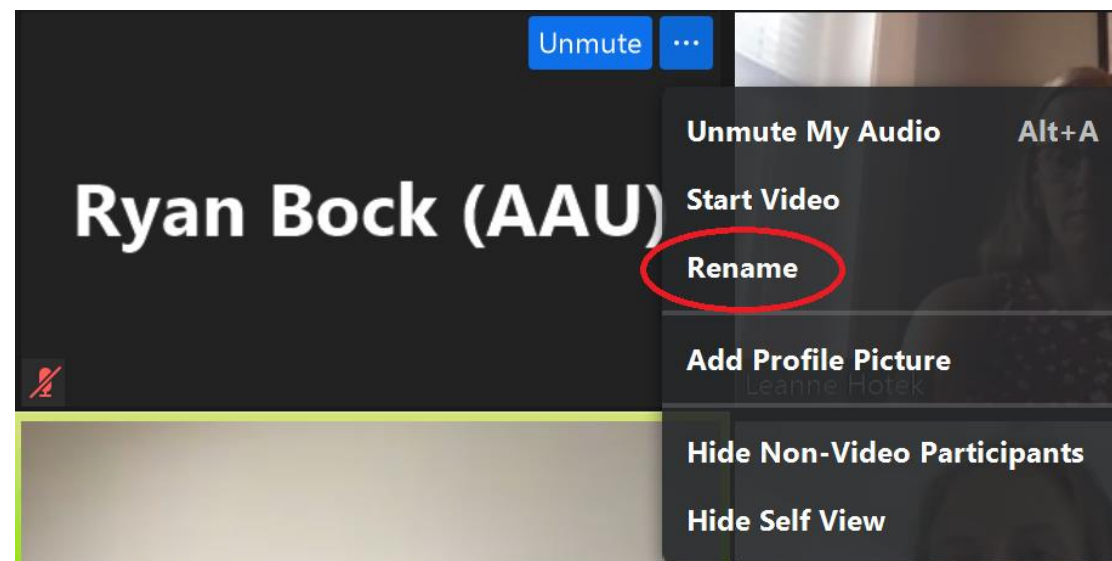 Unmute ...
Unmute My Audio Alt+A
Ryan Bock (AAU)
Start Video
Rename
Add Profile Picture
Leanne Hotek
Hide Non-Video Participants
Hide Self View